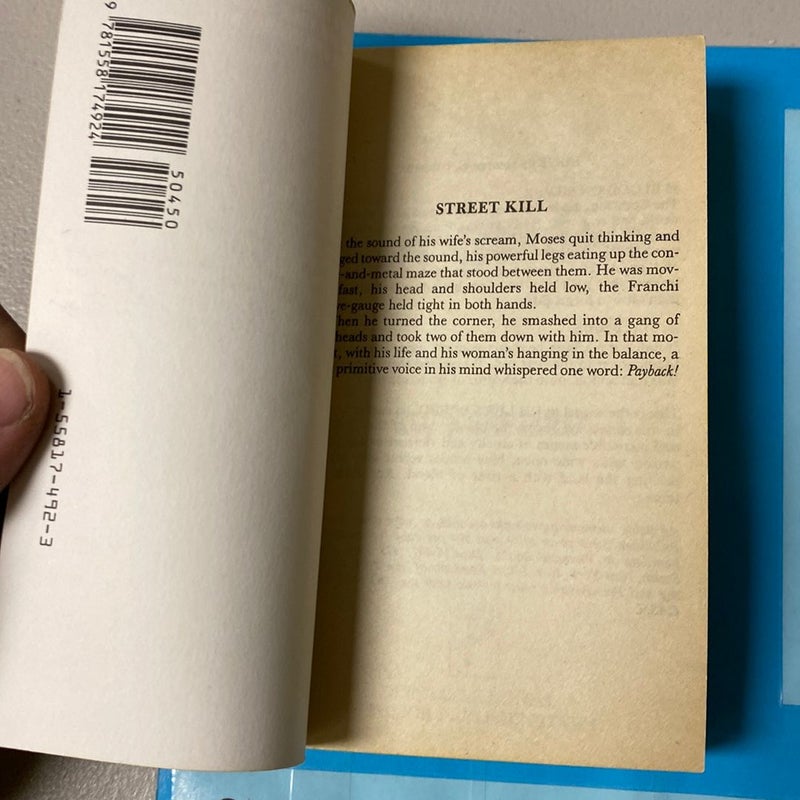 9 781558 174924
50450
1-55817-492-3
STREET KILL
the sound of his wife's scream, Moses quit thinking and
toward the sound, his powerful legs eating up the con-
-and-metal maze that stood between them. He was mov-
fast, his head and shoulders held low, the Franchi
-gauge held tight in both hands.
he turned the corner, he smashed into a gang of
heads and took two of them down with him. In that mo-
, with his life and his woman's hanging in the balance, a
primitive voice in his mind whispered one word: Payback!